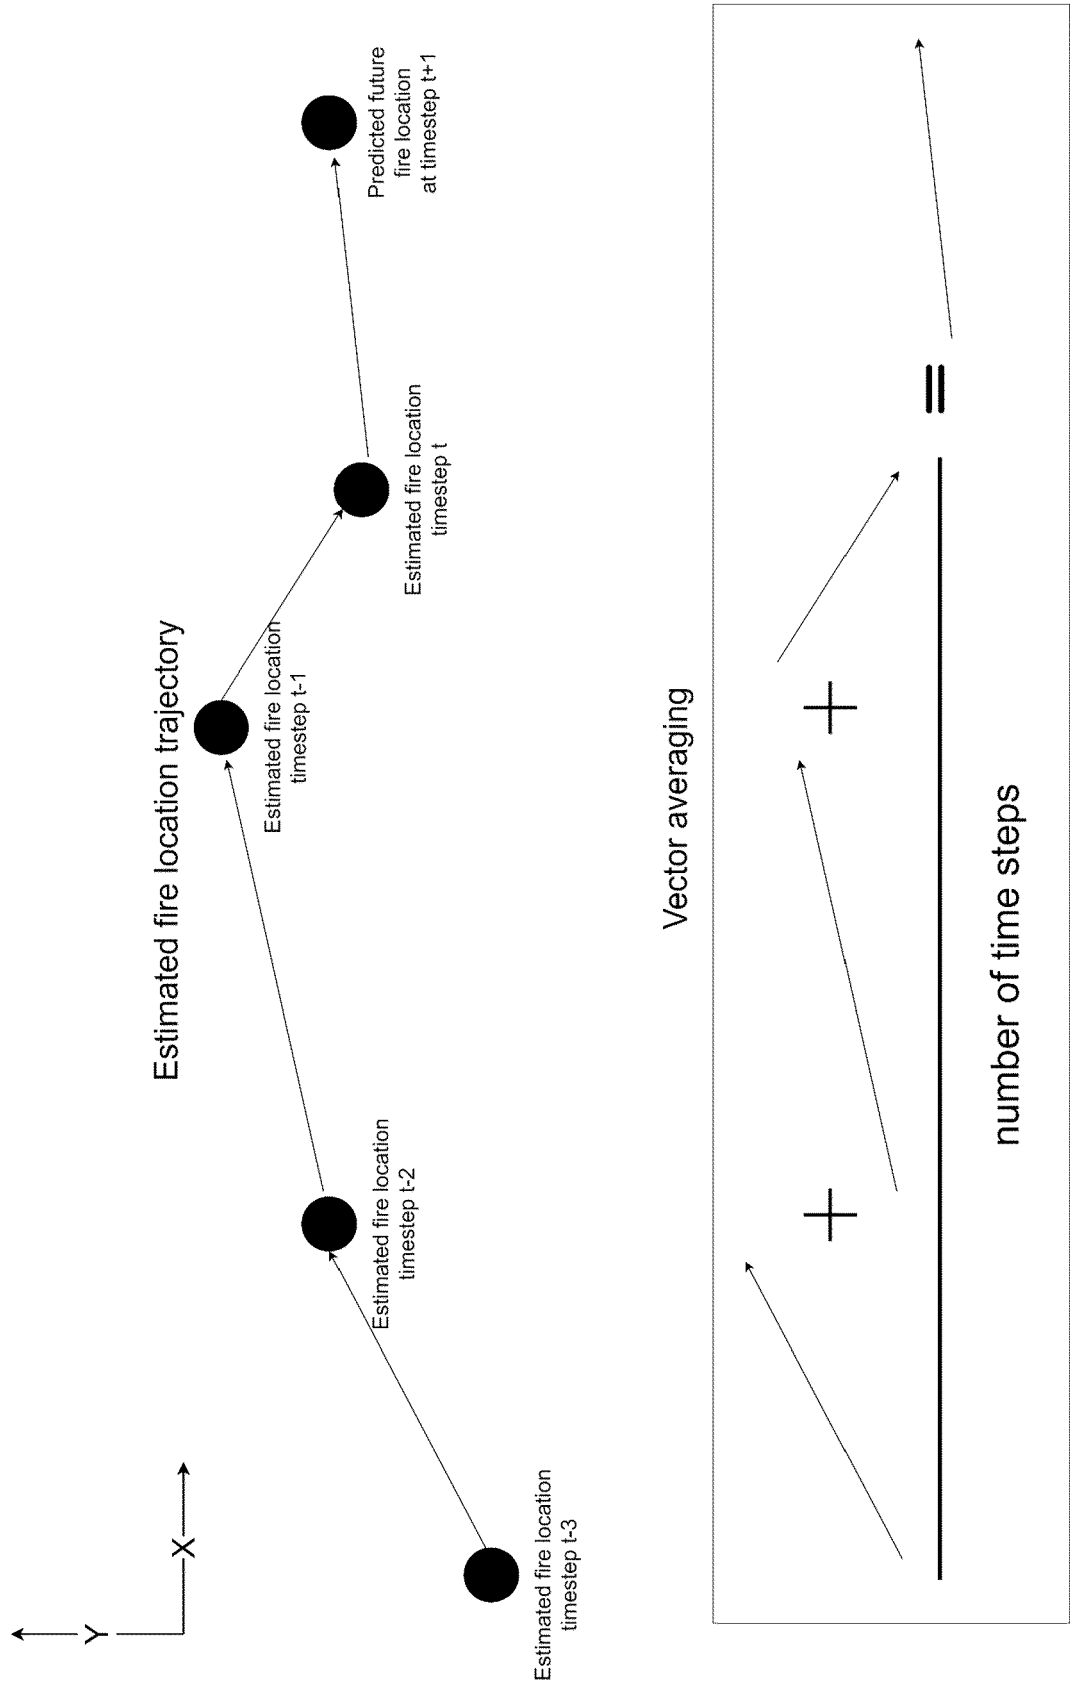 Y
X
Estimated fire location trajectory
Estimated fire location
timestep t-3
Estimated fire location
timestep t-2
Estimated fire location
timestep t-1
Estimated fire location
timestep t
Predicted future
fire location
at timestep t+1
Vector averaging
+
+
=
number of time steps